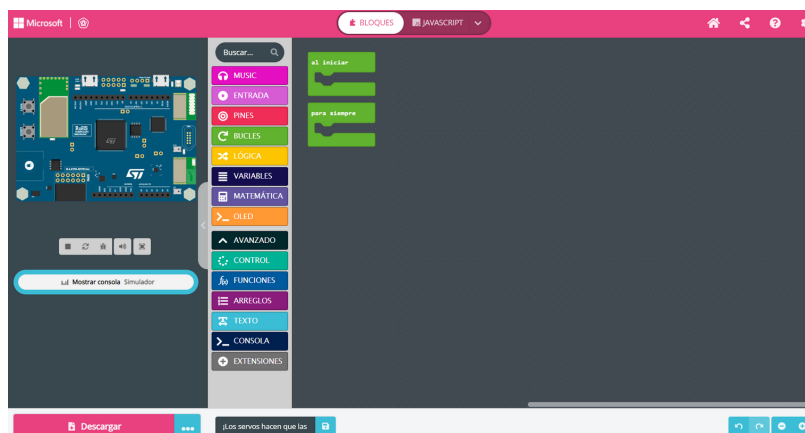 Microsoft
BLOQUES
JAVASCRIPT
Buscar...
MUSIC
ENTRADA
PINES
BUCLES
LÓGICA
VARIABLES
MATEMÁTICA
OLED
AVANZADO
CONTROL
FUNCIONES
ARREGLOS
TEXTO
CONSOLA
EXTENSIONES
al iniciar
para siempre
Mostrar consola Simulador
Descargar
¡Los servos hacen que las